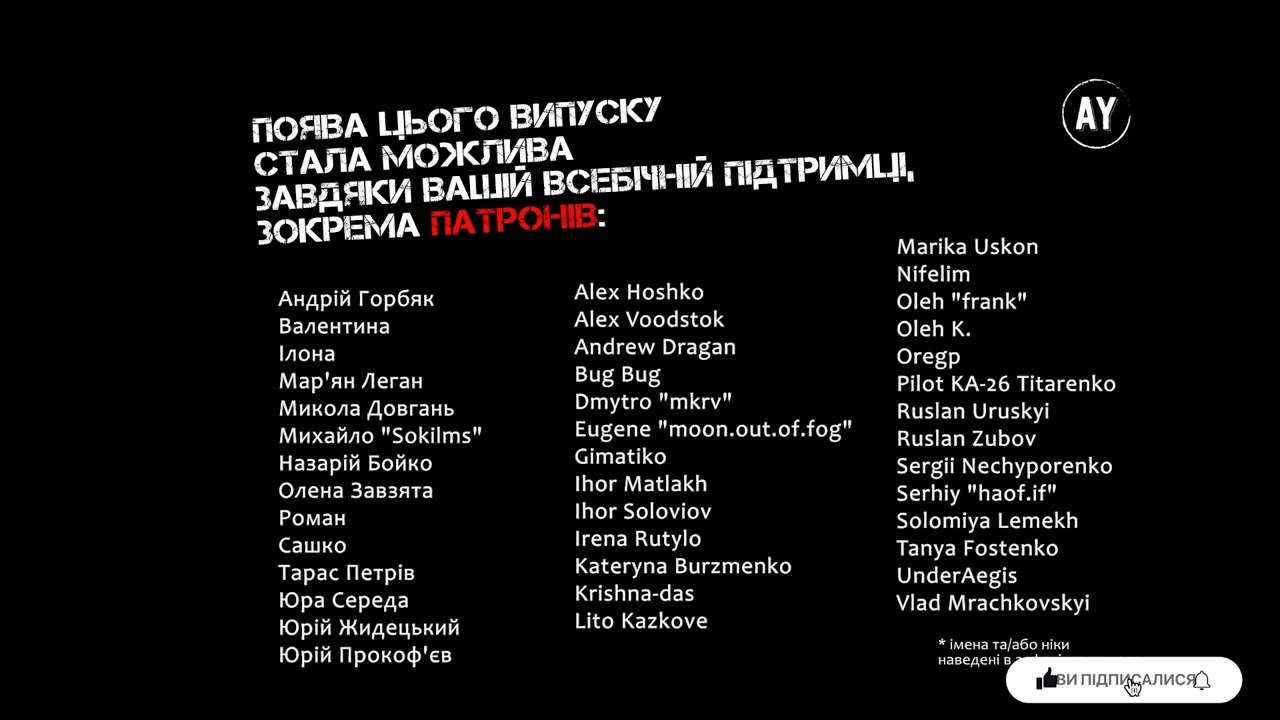 ПОЯВА ЦЬОГО ВИПУСКУ
СТАЛА МОЖЛИВА
ЗАВДЯКИ ВАШІЙ ВСЕБІЧНІЙ ПІДТРИМЦІ,
ЗОКРЕМА ПАТРОНІВ:
AY
Андрій Горбяк
Валентина
Ілона
Мар'ян Леган
Микола Довгань
Михайло "Sokilms"
Назарій Бойко
Олена Завзята
Роман
Сашко
Тарас Петрів
Юра Середа
Юрій Жидецький
Юрій Прокоф'єв
Alex Hoshko
Alex Voodstok
Andrew Dragan
Bug Bug
Dmytro "mkrv"
Eugene "moon.out.of.fog"
Gimatiko
Ihor Matlakh
Ihor Soloviov
Irena Rutylo
Kateryna Burzmenko
Krishna-das
Lito Kazkove
Marika Uskon
Nifelim
Oleh "frank"
Oleh K.
Oregp
Pilot KA-26 Titarenko
Ruslan Uruskyi
Ruslan Zubov
Sergii Nechyporenko
Serhiy "haof.if"
Solomiya Lemekh
Tanya Fostenko
UnderAegis
Vlad Mrachkovskyi
* імена та/або ніки
наведені в
ВИ ПІДПИСАЛИСЯ